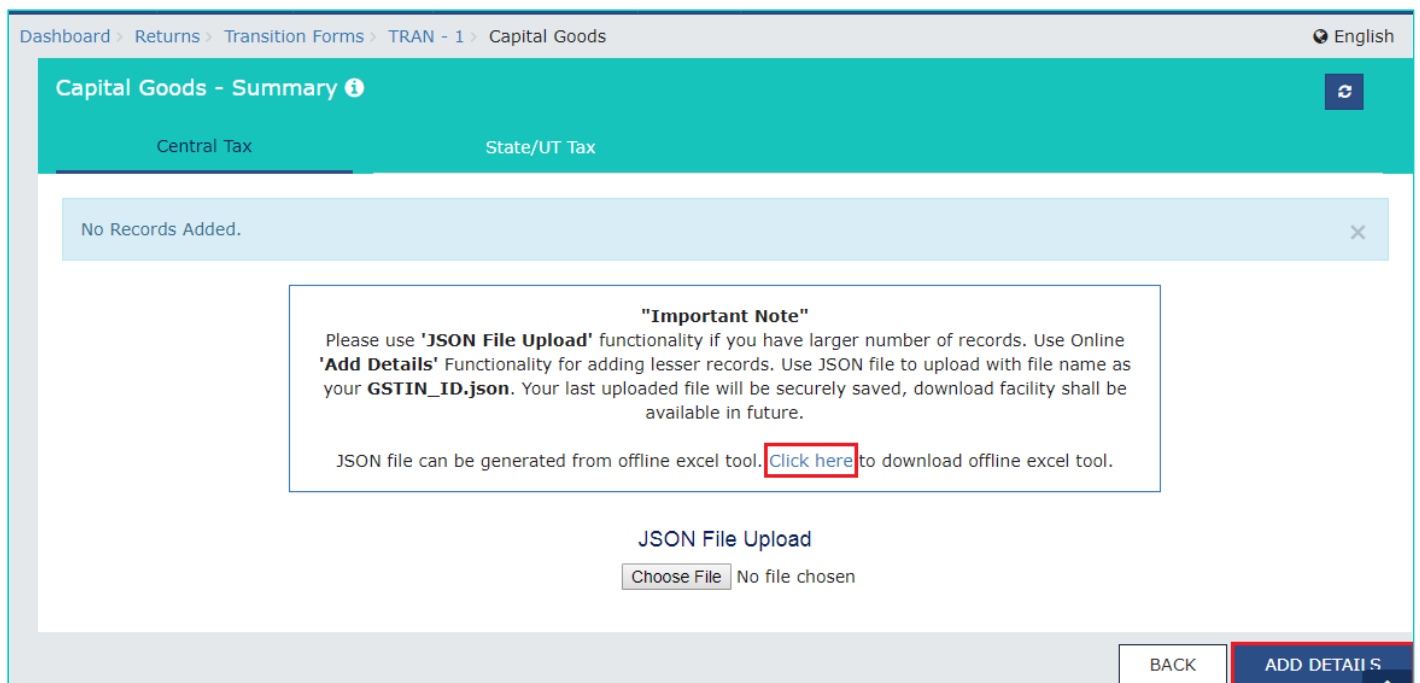 Dashboard > Returns > Transition Forms > TRAN - 1 > Capital Goods English
Capital Goods - Summary
Central Tax State/UT Tax
No Records Added. ×
"Important Note"
Please use 'JSON File Upload' functionality if you have larger number of records. Use Online
'Add Details' Functionality for adding lesser records. Use JSON file to upload with file name as
your GSTIN_ID.json. Your last uploaded file will be securely saved, download facility shall be
available in future.
JSON file can be generated from offline excel tool. Click here to download offline excel tool.
JSON File Upload
Choose File No file chosen
BACK ADD DETAILS